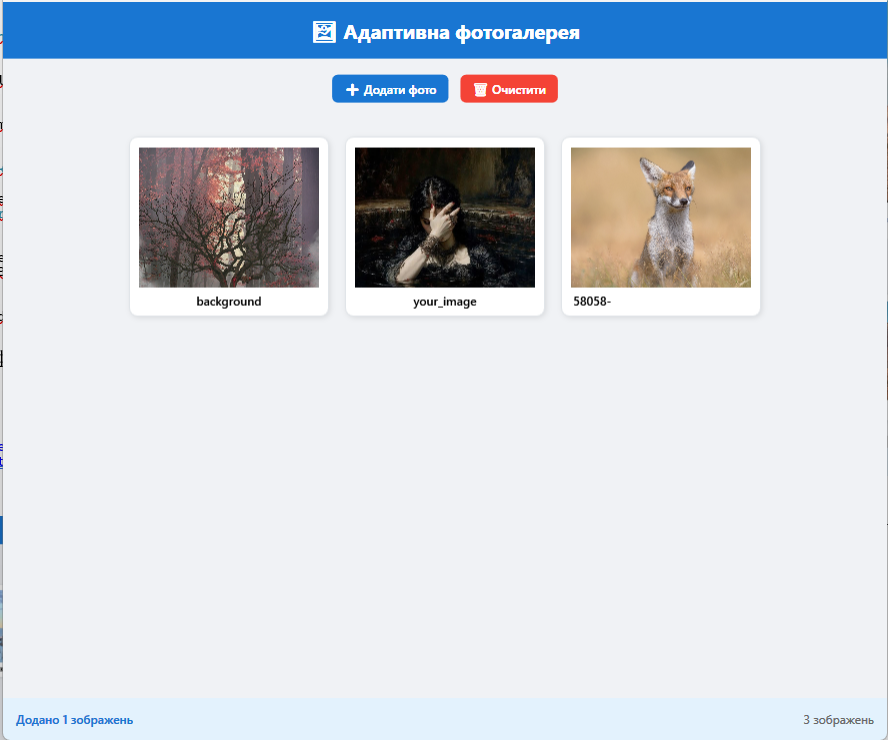 Адаптивна фотогалерея
Додати фото
Очистити
background
your_image
58058-
Додано 1 зображень
3 зображень